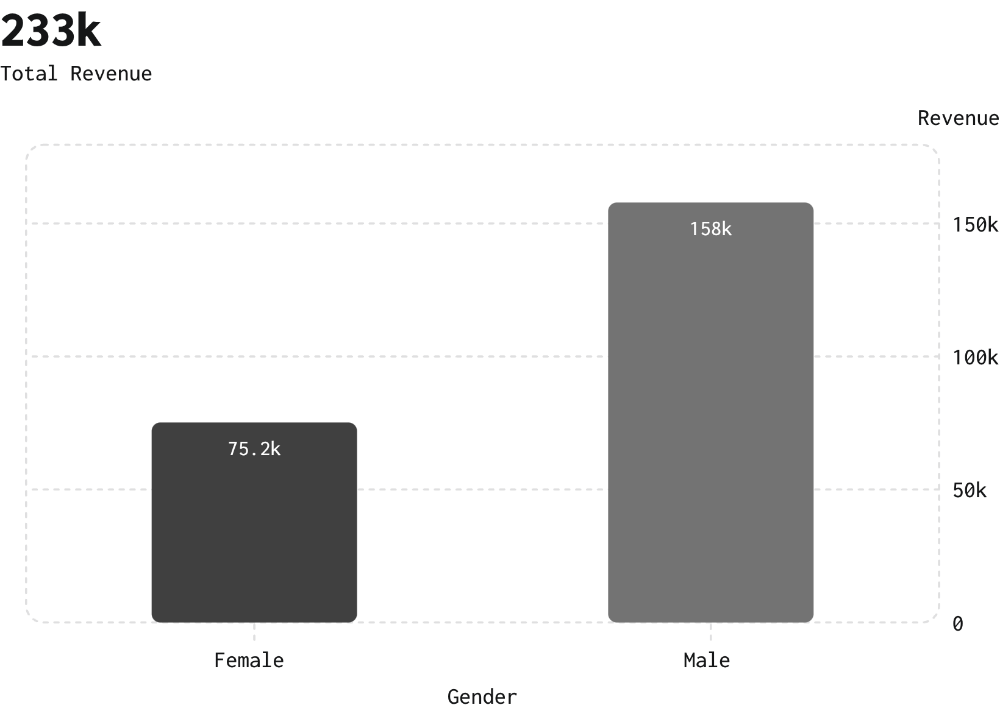 233k
Total Revenue
Revenue
158k
150k
100k
75.2k
50k
0
Female
Male
Gender